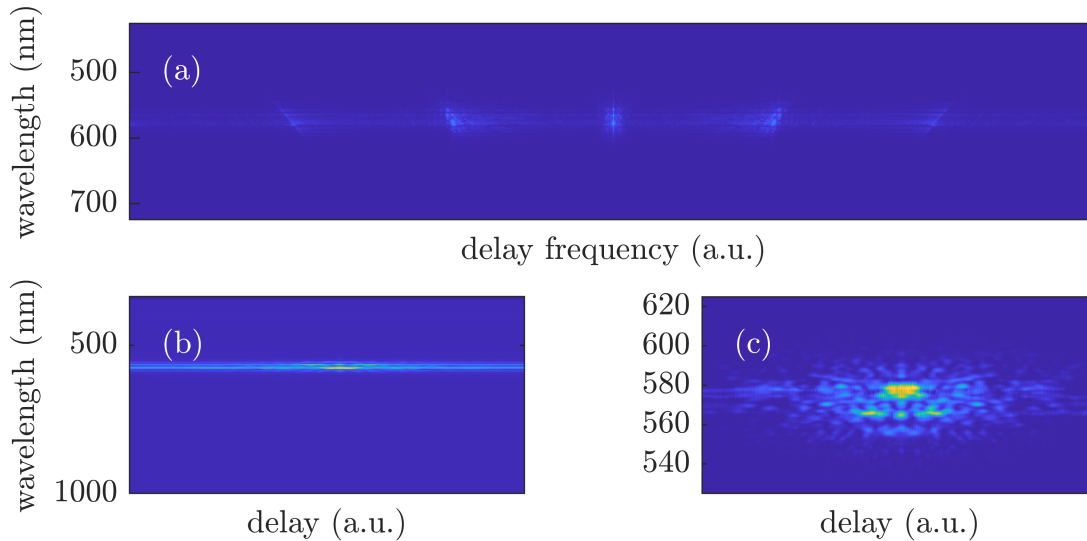 wavelength (nm)
500
600
700
(a)
delay frequency (a.u.)
wavelength (nm)
500
1000
(b)
delay (a.u.)
620
600
580
560
540
(c)
delay (a.u.)